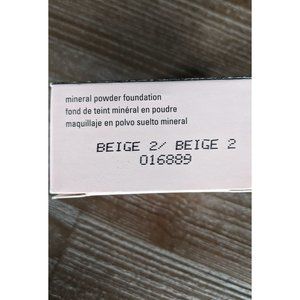 mineral powder foundation
fond de teint minéral en poudre
maquillaje en polvo suelto mineral
BEIGE 2/ BEIGE 2
016889